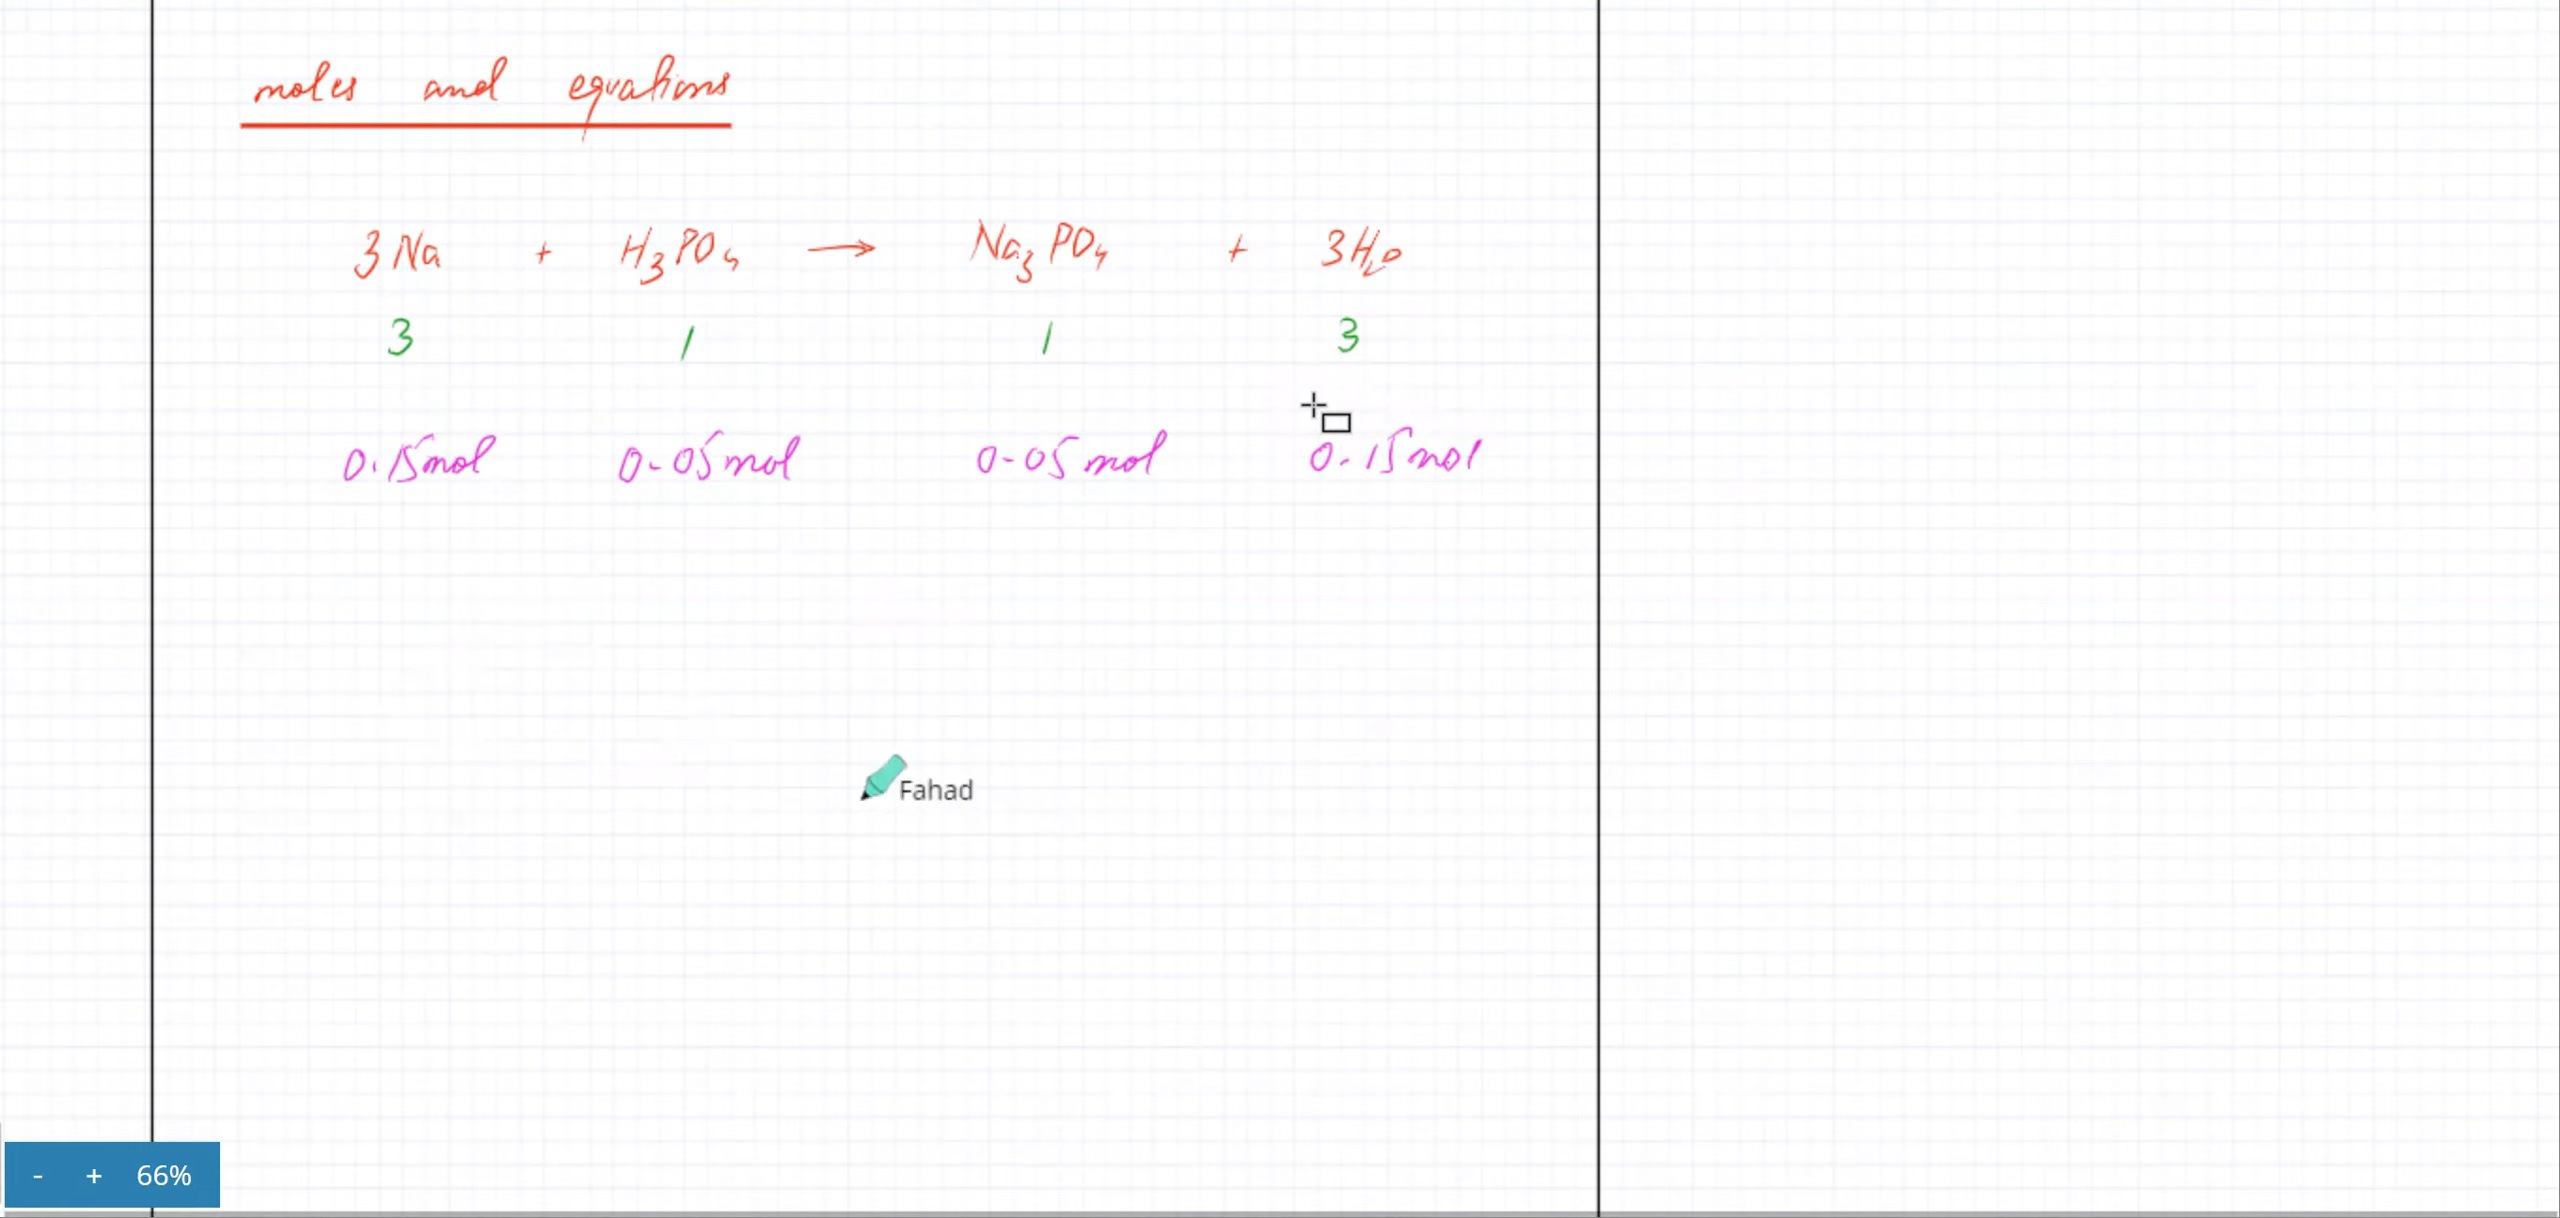 moles and equations
3Na + H₃PO₄ → Na₃PO₄ + 3H₂O
3 1 1 3
0.15mol 0.05mol 0.05mol 0.15mol
Fahad
- + 66%